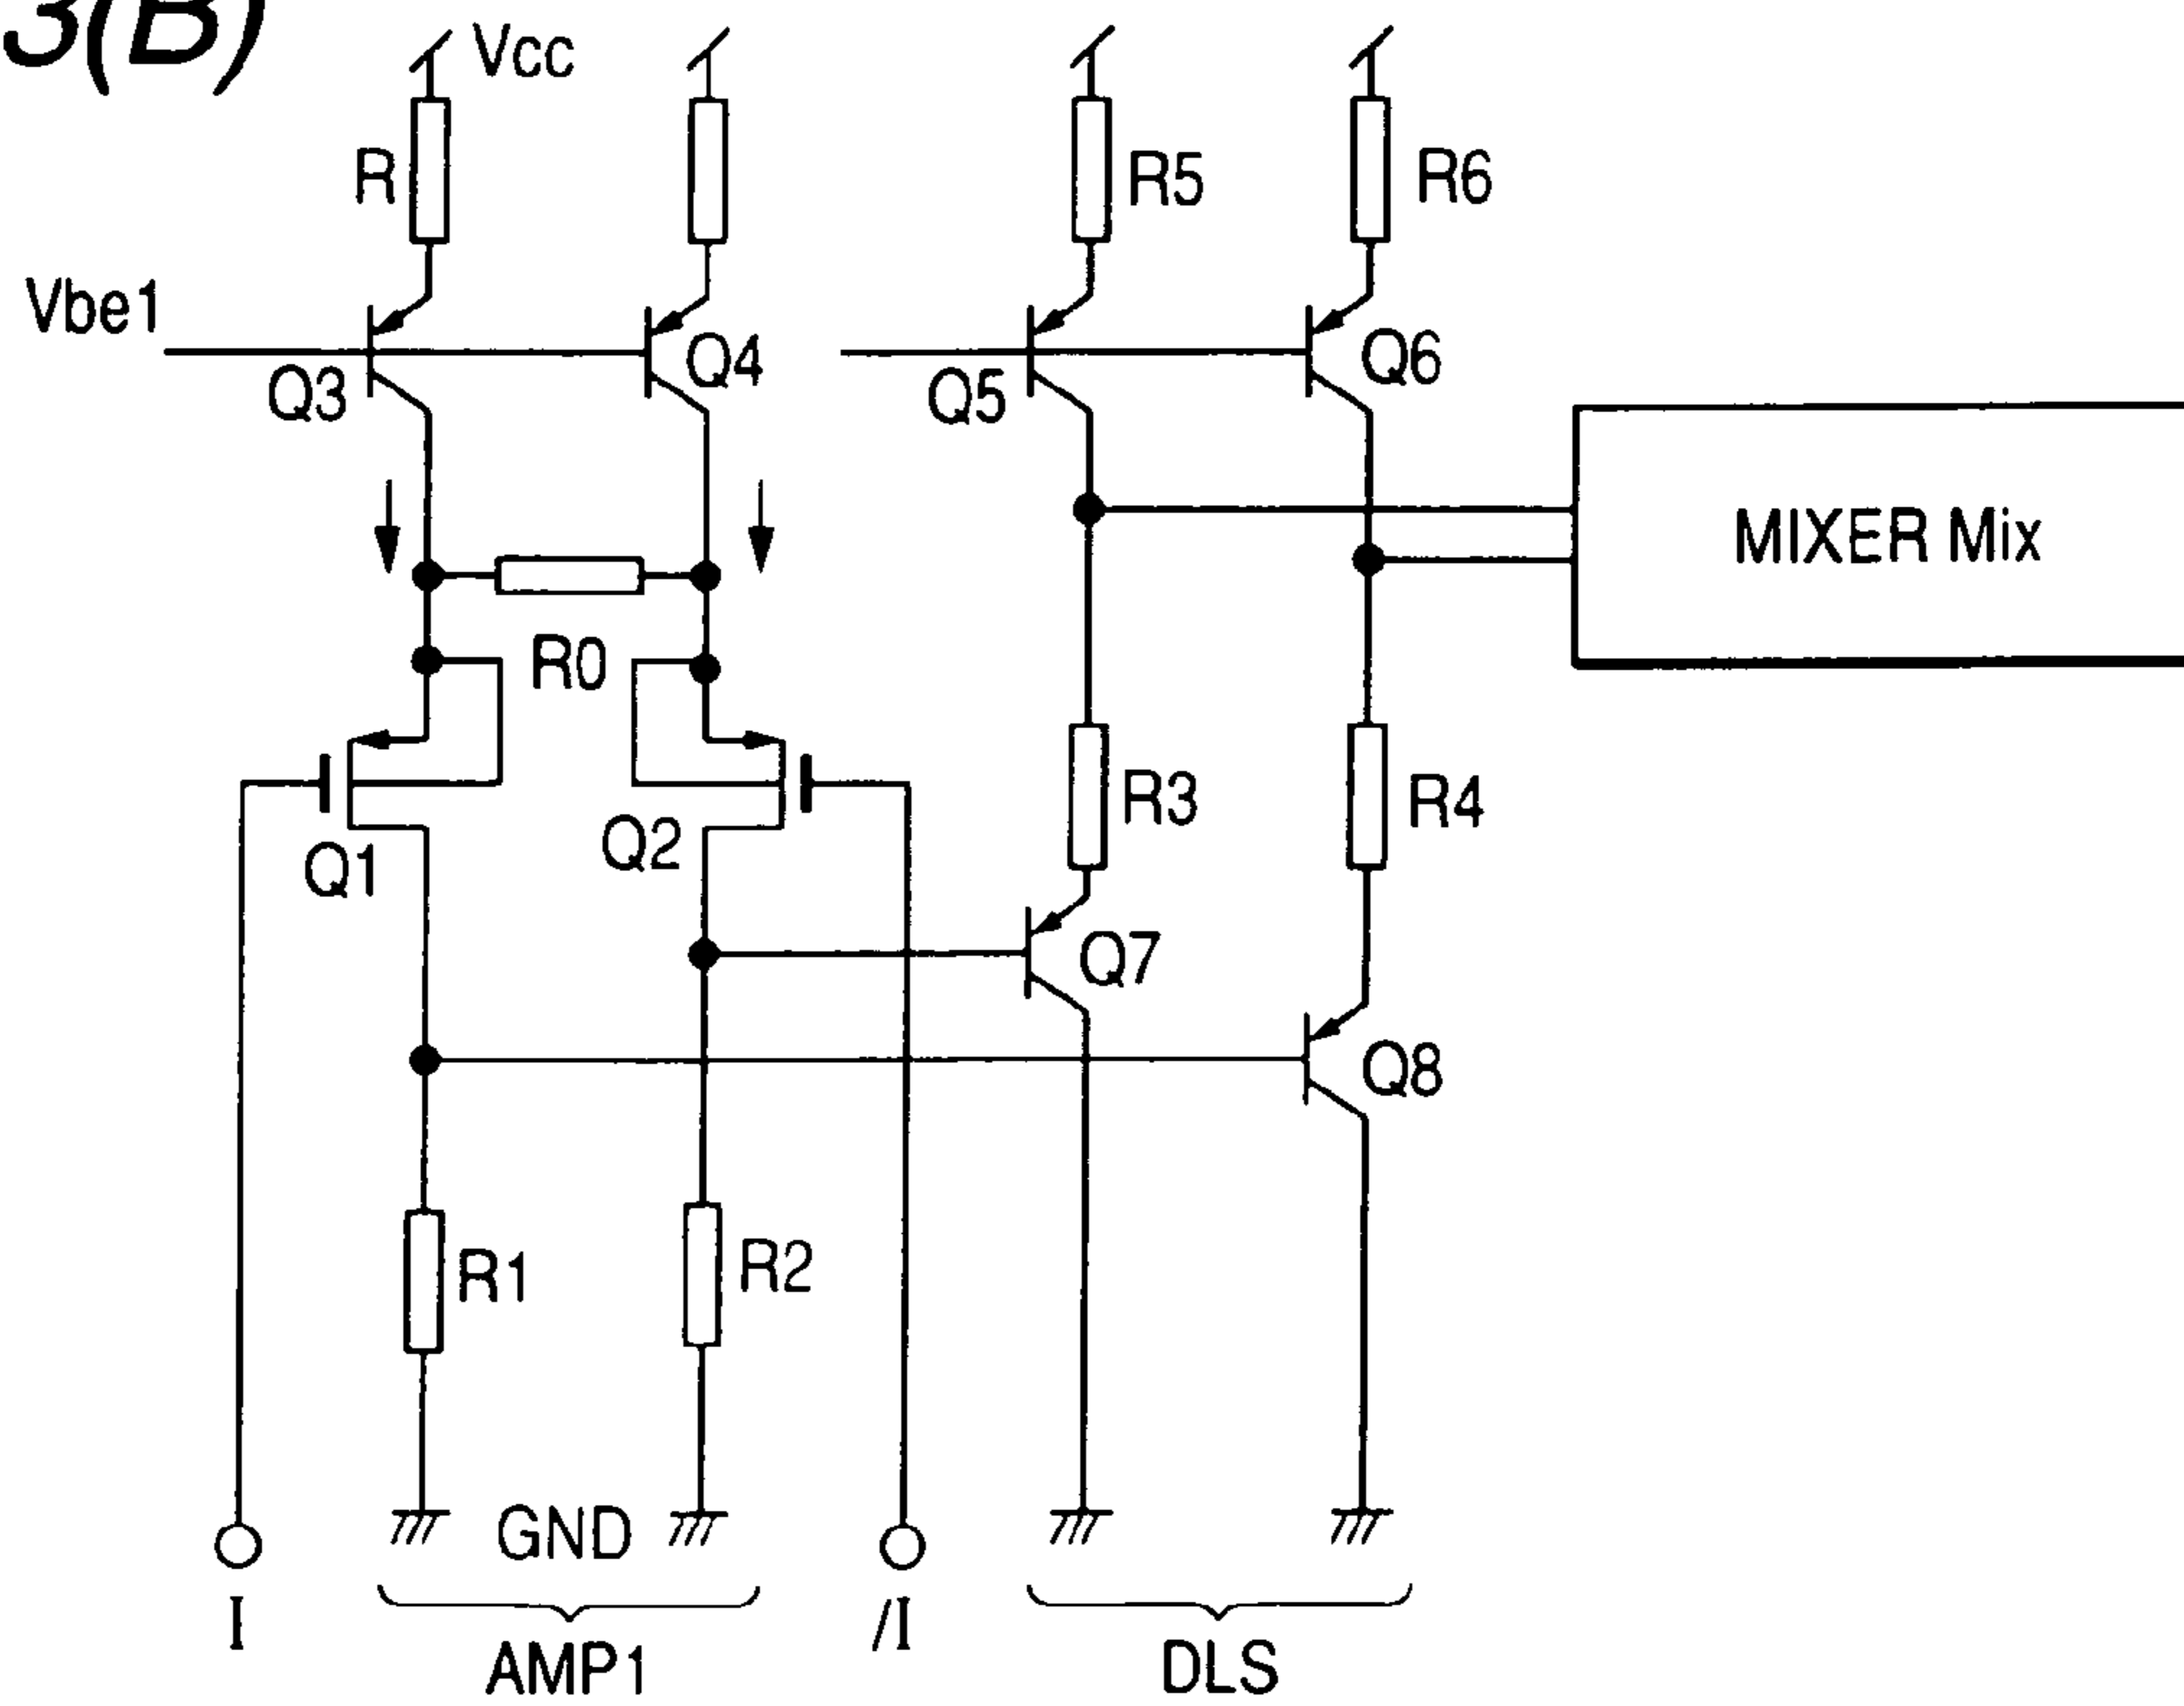 3(B)
Vcc
R
R5
R6
Vbe1
Q3
Q4
Q5
Q6
MIXER Mix
R0
Q1
Q2
R3
R4
Q7
Q8
R1
R2
GND
I
/I
AMP1
DLS